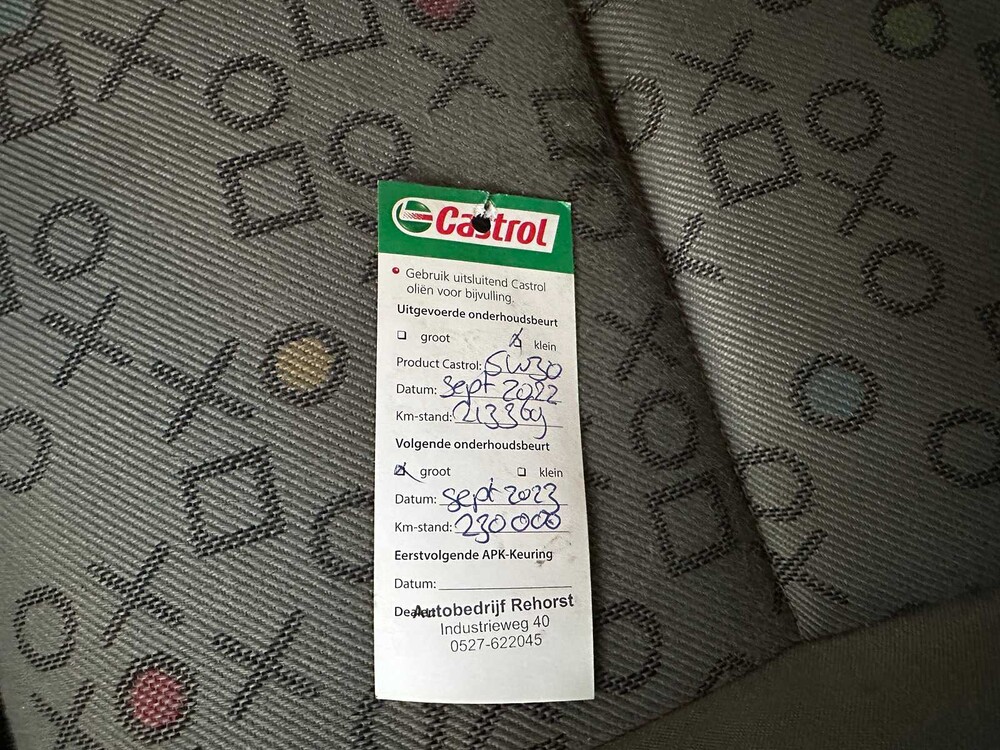 Castrol
Gebruik uitsluitend Castrol
oliën voor bijvulling.
Uitgevoerde onderhoudsbeurt
groot klein
Product Castrol: 5W30
Datum: Sept 2022
Km-stand: 213369
Volgende onderhoudsbeurt
groot klein
Datum: Sept 2023
Km-stand: 230000
Eerstvolgende APK-Keuring
Datum:
Dealer: Autobedrijf Rehorst
Industrieweg 40
0527-622045